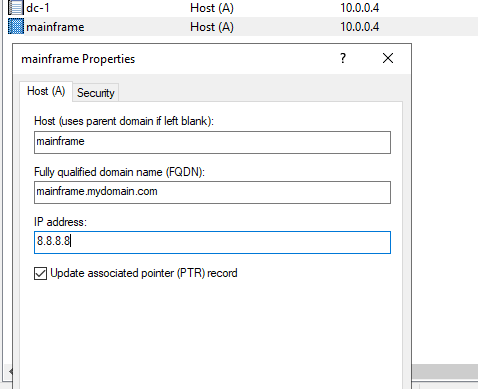 dc-1 Host (A) 10.0.0.4
mainframe Host (A) 10.0.0.4
mainframe Properties ?
Host (A) Security
Host (uses parent domain if left blank):
mainframe
Fully qualified domain name (FQDN):
mainframe.mydomain.com
IP address:
8.8.8.8
Update associated pointer (PTR) record